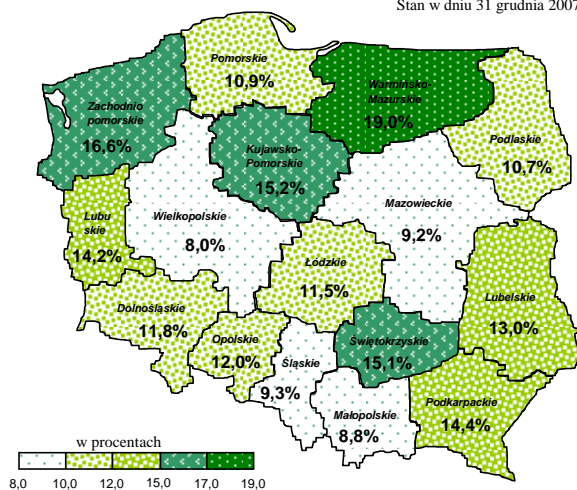 Stan w dniu 31 grudnia 2007
Pomorskie
10,9%
Warmińsko-
Mazurskie
19,0%
Zachodnio
pomorskie
16,6%
Kujawsko-
Pomorskie
15,2%
Podlaskie
10,7%
Lubu
skie
14,2%
Wielkopolskie
8,0%
Mazowieckie
9,2%
Łódzkie
11,5%
Lubelskie
13,0%
Dolnośląskie
11,8%
Opolskie
12,0%
Śląskie
9,3%
Świętokrzyskie
15,1%
Małopolskie
8,8%
Podkarpackie
14,4%
w procentach
8,0 10,0 12,0 15,0 17,0 19,0